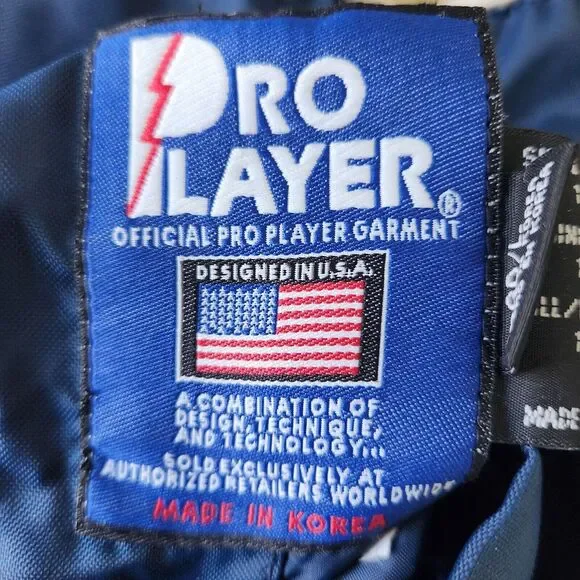 PRO
PLAYER®
OFFICIAL PRO PLAYER GARMENT
DESIGNED IN U.S.A.
A COMBINATION OF
DESIGN, TECHNIQUE,
AND TECHNOLOGY...
SOLD EXCLUSIVELY AT
AUTHORIZED RETAILERS WORLDWIDE
MADE IN KOREA
MADE